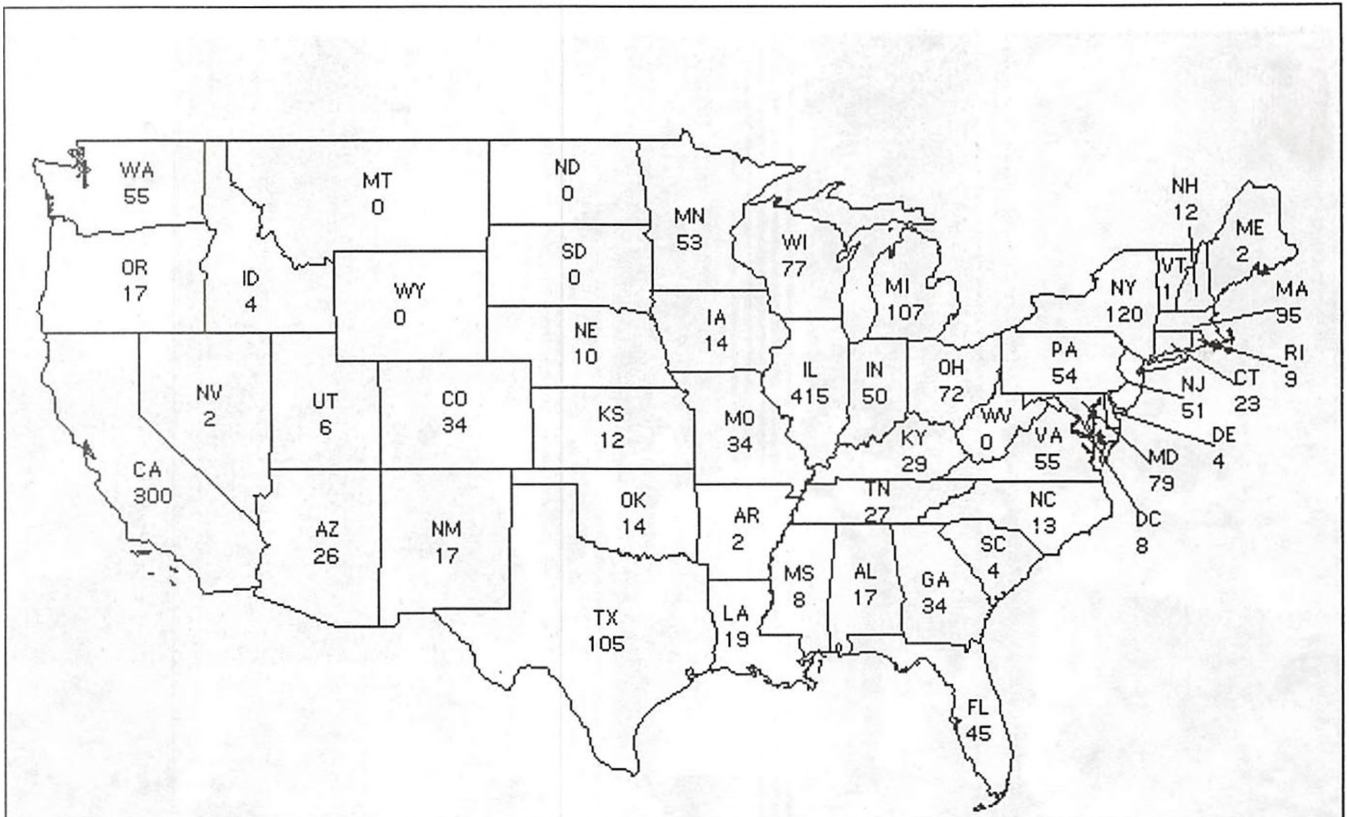 WA
55
MT
0
ND
0
MN
53
OR
17
ID
4
WY
0
SD
0
WI
77
MI
107
NH
12
ME
2
VT
1
NY
120
MA
95
NE
10
IA
14
PA
54
RI
9
CT
23
NJ
51
DE
4
MD
79
DC
8
NV
2
UT
6
CO
34
KS
12
MO
34
IL
415
IN
50
OH
72
WV
0
VA
55
KY
29
CA
300
AZ
26
NM
17
OK
14
AR
2
TN
27
NC
13
SC
4
TX
105
LA
19
MS
8
AL
17
GA
34
FL
45